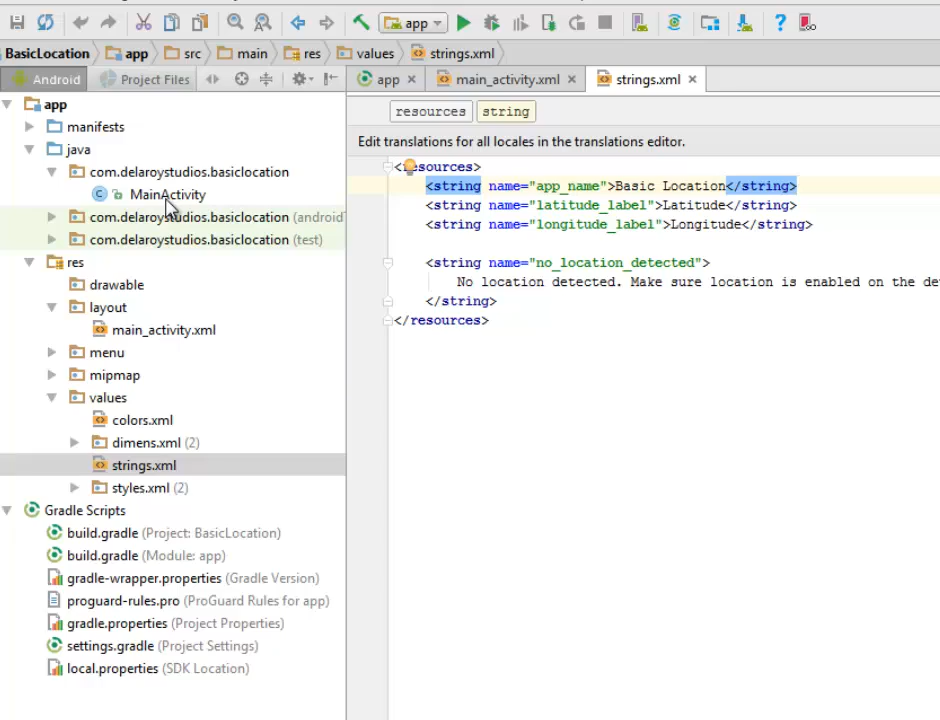 app
BasicLocation app src main res values strings.xml
Android Project Files app main_activity.xml strings.xml
app
manifests
java
com.delaroystudios.basiclocation
MainActivity
com.delaroystudios.basiclocation (android
com.delaroystudios.basiclocation (test)
res
drawable
layout
main_activity.xml
menu
mipmap
values
colors.xml
dimens.xml (2)
strings.xml
styles.xml (2)
Gradle Scripts
build.gradle (Project: BasicLocation)
build.gradle (Module: app)
gradle-wrapper.properties (Gradle Version)
proguard-rules.pro (ProGuard Rules for app)
gradle.properties (Project Properties)
settings.gradle (Project Settings)
local.properties (SDK Location)
resources string
Edit translations for all locales in the translations editor.
<resources>
<string name="app_name">Basic Location</string>
<string name="latitude_label">Latitude</string>
<string name="longitude_label">Longitude</string>
<string name="no_location_detected">
No location detected. Make sure location is enabled on the de
</string>
</resources>